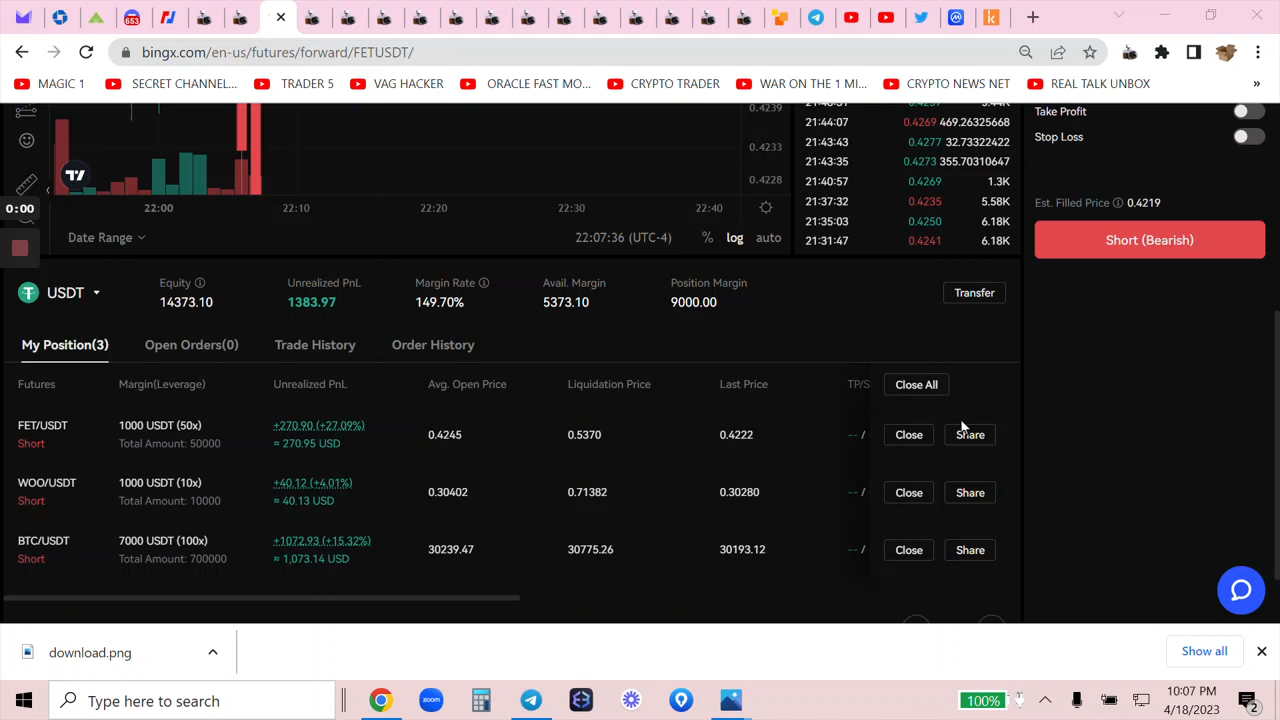 653
bingx.com/en-us/futures/forward/FETUSDT/
MAGIC 1
SECRET CHANNEL...
TRADER 5
VAG HACKER
ORACLE FAST MO...
CRYPTO TRADER
WAR ON THE 1 MI...
CRYPTO NEWS NET
REAL TALK UNBOX
»
0.4239
0.4233
0.4228
21:44:07 0.4269 469.26325668
21:43:43 0.4277 32.73322422
21:43:35 0.4273 355.70310647
21:40:57 0.4269 1.3K
21:37:32 0.4235 5.58K
21:35:03 0.4250 6.18K
21:31:47 0.4241 6.18K
Take Profit
Stop Loss
Est. Filled Price 0.4219
Short (Bearish)
0:00
22:00 22:10 22:20 22:30 22:40
Date Range
22:07:36 (UTC-4) % log auto
USDT
Equity Unrealized PnL Margin Rate Avail. Margin Position Margin
14373.10 1383.97 149.70% 5373.10 9000.00
Transfer
My Position(3) Open Orders(0) Trade History Order History
Futures Margin(Leverage) Unrealized PnL Avg. Open Price Liquidation Price Last Price TP/S Close All
FET/USDT 1000 USDT (50x) +270.90 (+27.09%) 0.4245 0.5370 0.4222 -- / Close Share
Short Total Amount: 50000 ≈ 270.95 USD
WOO/USDT 1000 USDT (10x) +40.12 (+4.01%) 0.30402 0.71382 0.30280 -- / Close Share
Short Total Amount: 10000 ≈ 40.13 USD
BTC/USDT 7000 USDT (100x) +1072.93 (+15.32%) 30239.47 30775.26 30193.12 -- / Close Share
Short Total Amount: 700000 ≈ 1,073.14 USD
download.png
Show all
Type here to search
zoom
100%
10:07 PM
4/18/2023
2